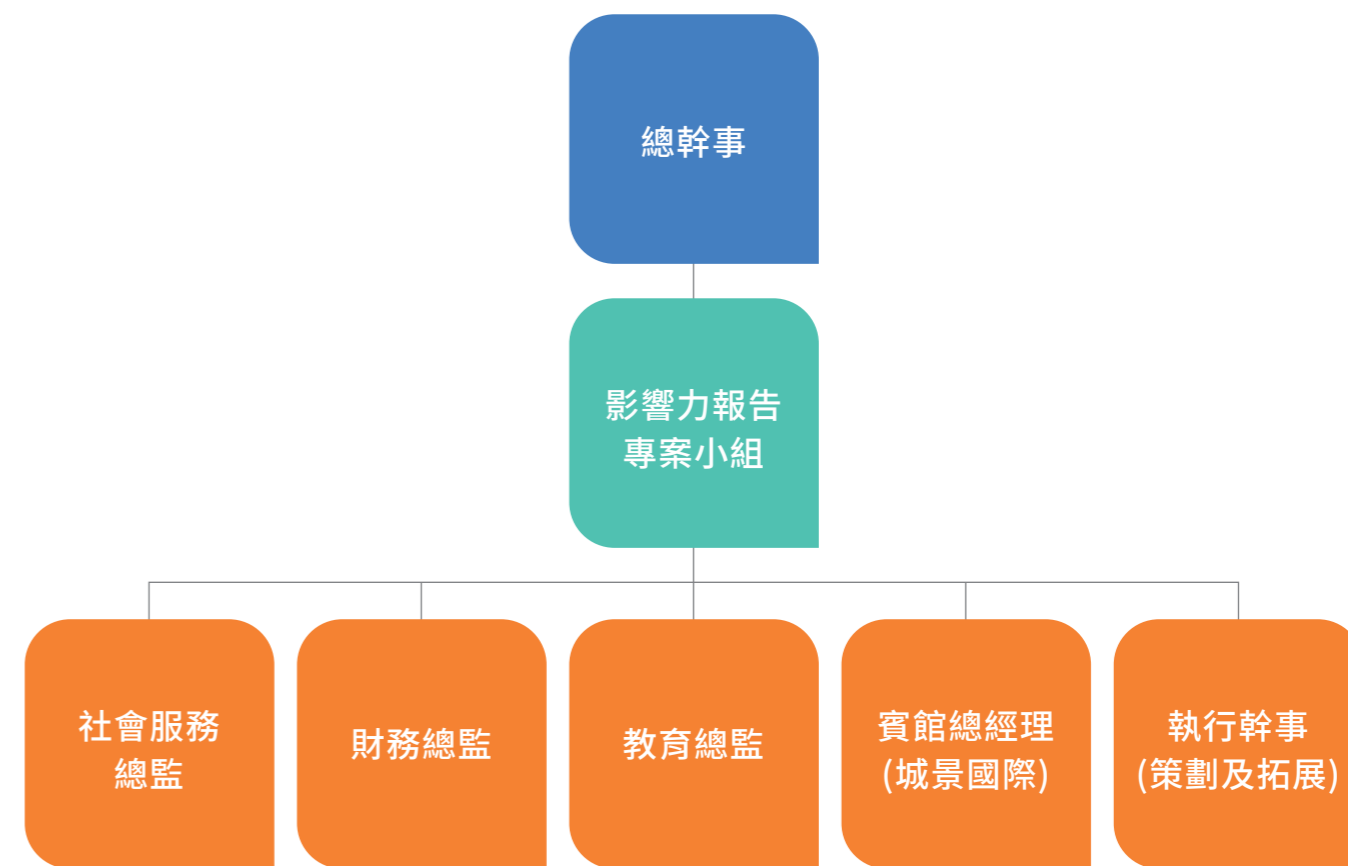 總幹事
影響力報告
專案小組
社會服務
總監
財務總監
教育總監
賓館總經理
(城景國際)
執行幹事
(策劃及拓展)